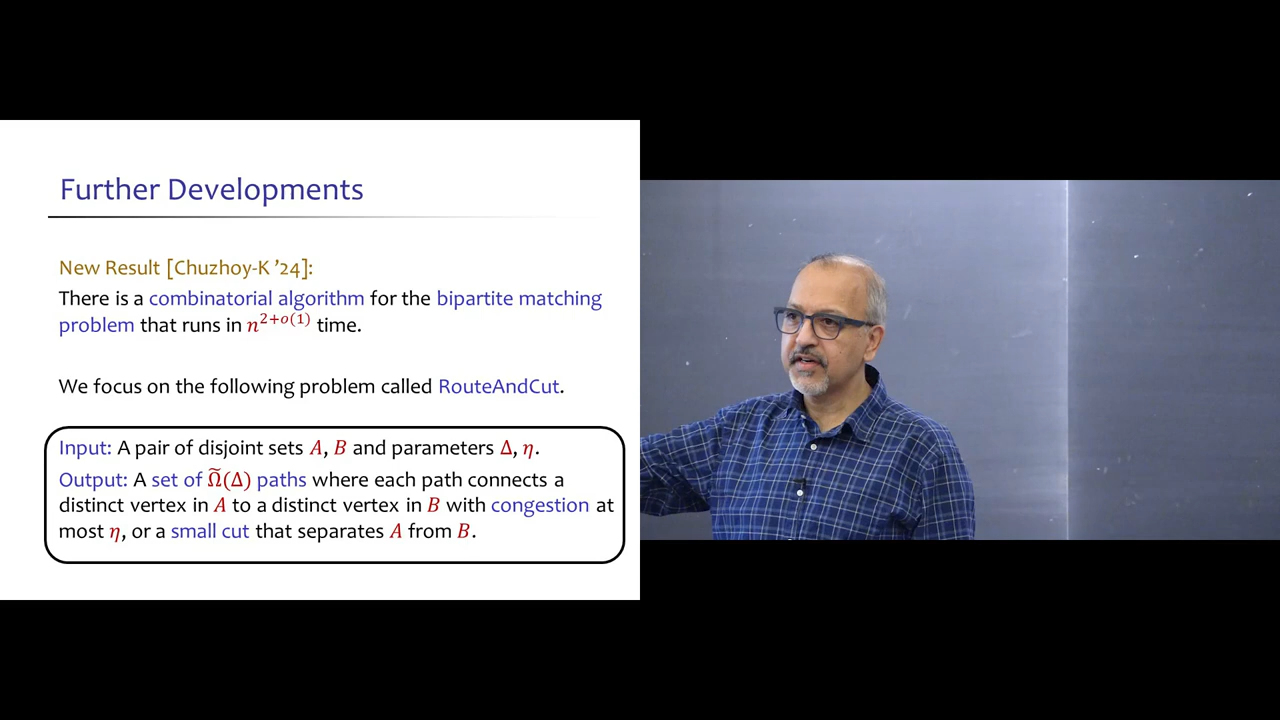 Further Developments
New Result [Chuzhoy-K ’24]:
There is a combinatorial algorithm for the bipartite matching
problem that runs in n^{2+o(1)} time.
We focus on the following problem called RouteAndCut.
Input: A pair of disjoint sets A, B and parameters Δ, η.
Output: A set of Ω̃(Δ) paths where each path connects a
distinct vertex in A to a distinct vertex in B with congestion at
most η, or a small cut that separates A from B.